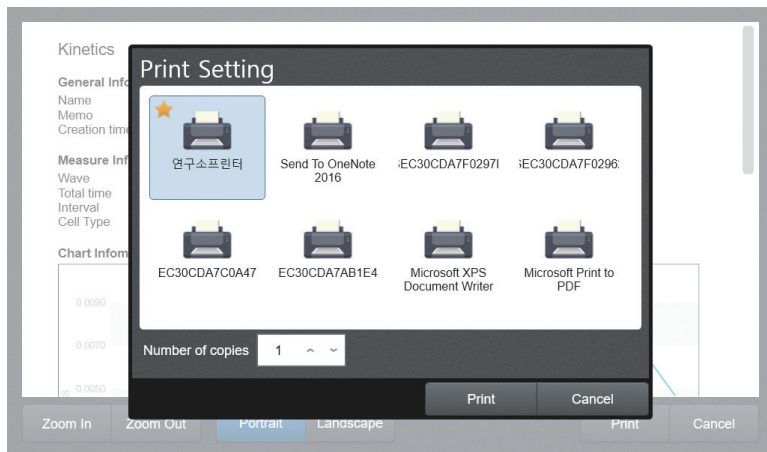 Kinetics
General Info
Name
Memo
Creation time
Measure Inf
Wave
Total time
Interval
Cell Type
Chart Infom
0.0090
0.0070
0.0050
Print Setting
연구소프린터
Send To OneNote
2016
EC30CDA7F0297
EC30CDA7F0296
EC30CDA7C0A47
EC30CDA7AB1E4
Microsoft XPS
Document Writer
Microsoft Print to
PDF
Number of copies
1
Print
Cancel
Zoom In
Zoom Out
Portrait
Landscape
Print
Cancel